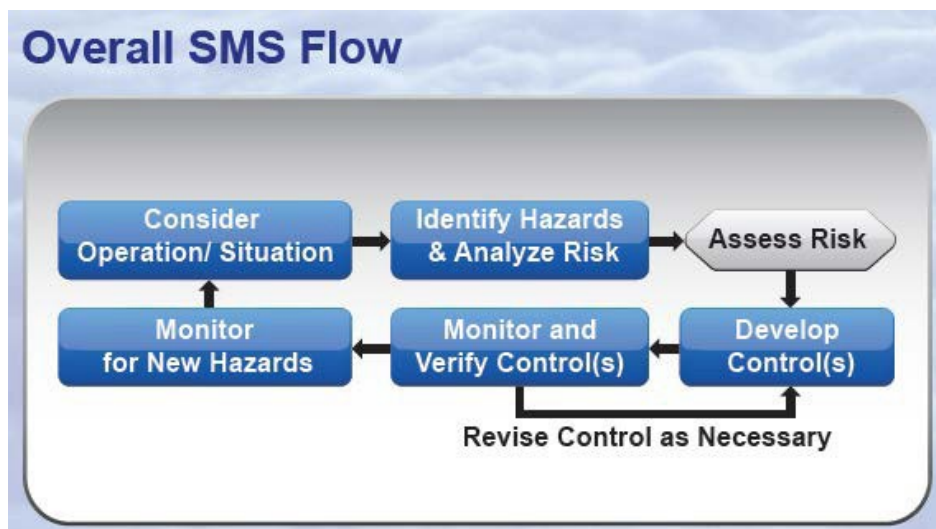 Overall SMS Flow
Consider
Operation/ Situation
Identify Hazards
& Analyze Risk
Assess Risk
Monitor
for New Hazards
Monitor and
Verify Control(s)
Develop
Control(s)
Revise Control as Necessary